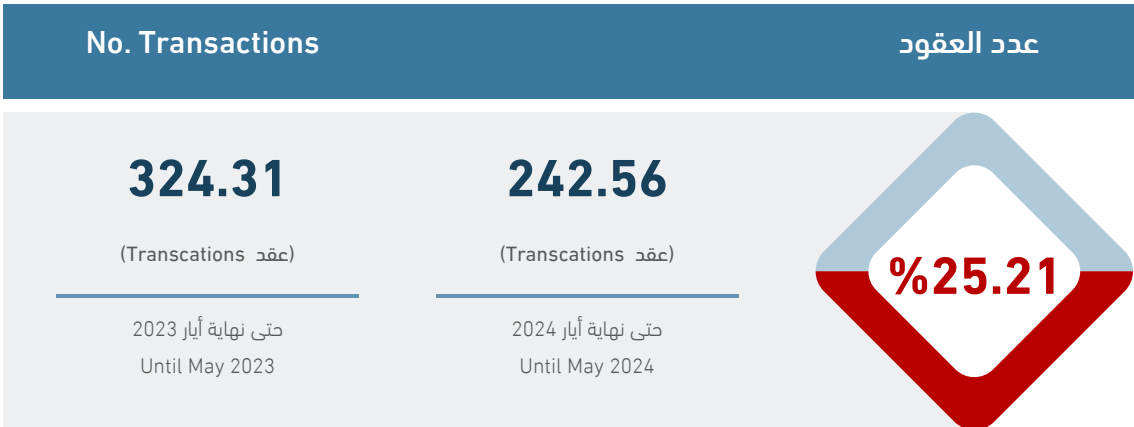 No. Transactions
عدد العقود
324.31
(Transcations عقد)
حتى نهاية أيار 2023
Until May 2023
242.56
(Transcations عقد)
حتى نهاية أيار 2024
Until May 2024
%25.21